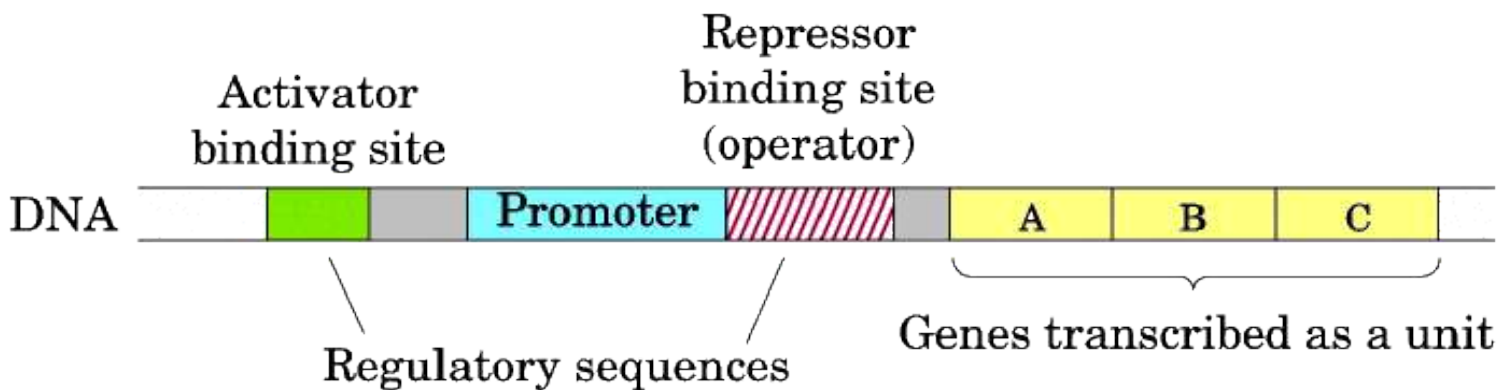 Activator
binding site
Repressor
binding site
(operator)
DNA
Promoter
A
B
C
Regulatory sequences
Genes transcribed as a unit